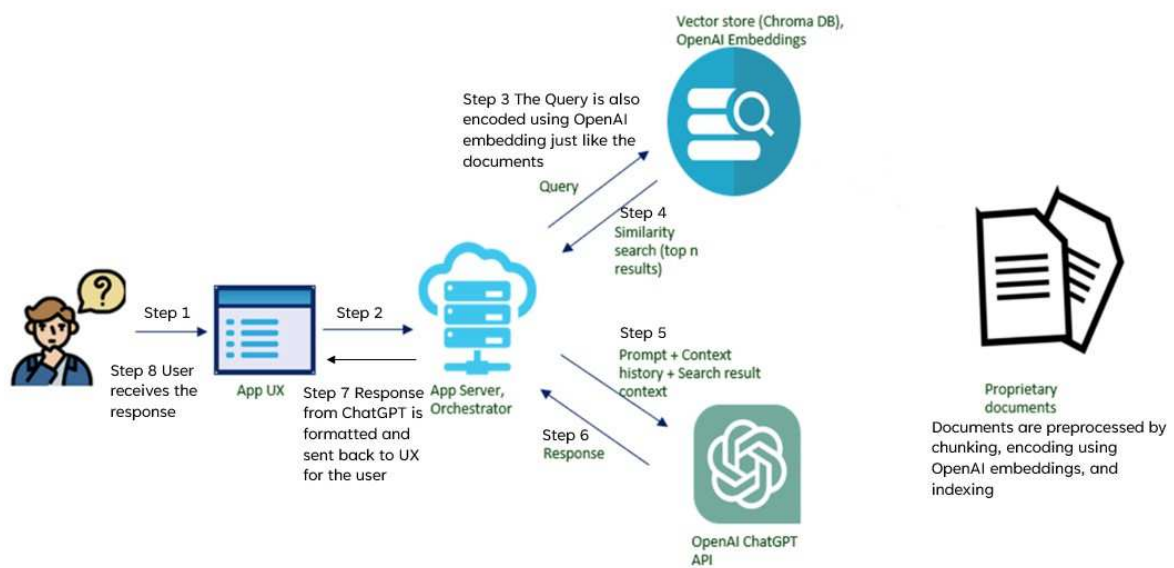 Vector store (Chroma DB),
OpenAI Embeddings
Step 3 The Query is also
encoded using OpenAI
embedding just like the
documents
Query
Step 4
Similarity
search (top n
results)
?
Step 1
Step 2
Step 8 User
receives the
response
App UX
Step 7 Response
from ChatGPT is
formatted and
sent back to UX
for the user
App Server,
Orchestrator
Step 5
Prompt + Context
history + Search result
context
Step 6
Response
OpenAI ChatGPT
API
Proprietary
documents
Documents are preprocessed by
chunking, encoding using
OpenAI embeddings, and
indexing